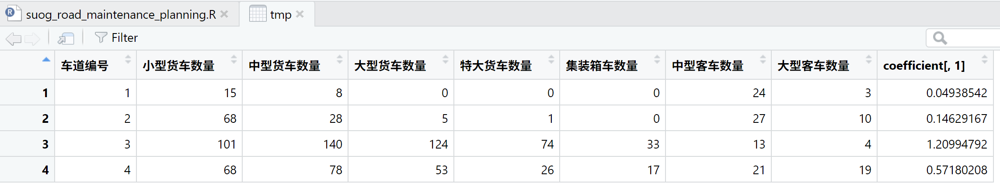 R suog_road_maintenance_planning.R tmp
Filter
车道编号 小型货车数量 中型货车数量 大型货车数量 特大货车数量 集装箱车数量 中型客车数量 大型客车数量 coefficient[, 1]
1 1 15 8 0 0 0 24 3 0.04938542
2 2 68 28 5 1 0 27 10 0.14629167
3 3 101 140 124 74 33 13 4 1.20994792
4 4 68 78 53 26 17 21 19 0.57180208